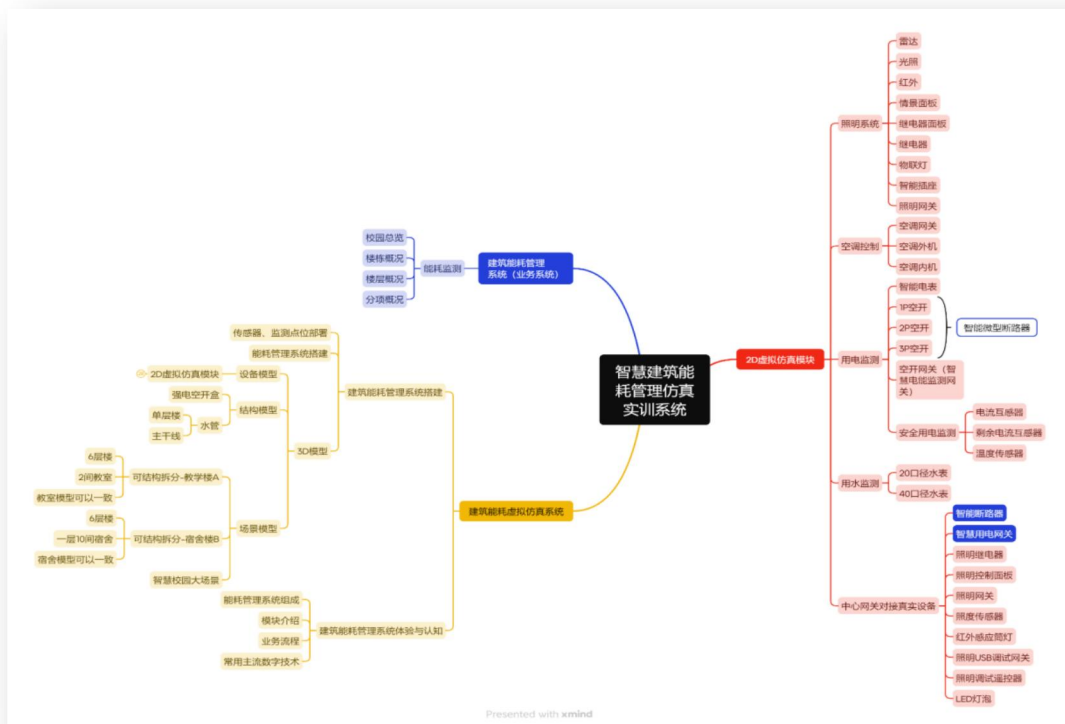 智慧建筑能
耗管理仿真
实训系统
建筑能耗管理
系统（业务系统）
能耗监测
校园总览
楼栋概况
楼层概况
分项概况
建筑能耗虚拟仿真系统
建筑能耗管理系统搭建
传感器、监测点位部署
能耗管理系统搭建
3D模型
设备模型
2D虚拟仿真模块
结构模型
强电空开盒
水管
单层楼
主干线
场景模型
可结构拆分-教学楼A
6层楼
2间教室
教室模型可以一致
可结构拆分-宿舍楼B
6层楼
一层10间宿舍
宿舍模型可以一致
智慧校园大场景
建筑能耗管理系统体验与认知
能耗管理系统组成
模块介绍
业务流程
常用主流数字技术
2D虚拟仿真模块
照明系统
雷达
光照
红外
情景面板
继电器面板
继电器
物联灯
智能插座
照明网关
空调控制
空调网关
空调外机
空调内机
用电监测
智能电表
1P空开
2P空开
3P空开
智能微型断路器
空开网关（智
慧电能监测网
关）
安全用电监测
电流互感器
剩余电流互感器
温度传感器
用水监测
20口径水表
40口径水表
中心网关对接真实设备
智能断路器
智慧用电网关
照明继电器
照明控制面板
照明网关
照度传感器
红外感应筒灯
照明USB调试网关
照明调试遥控器
LED灯泡
Presented with xmind